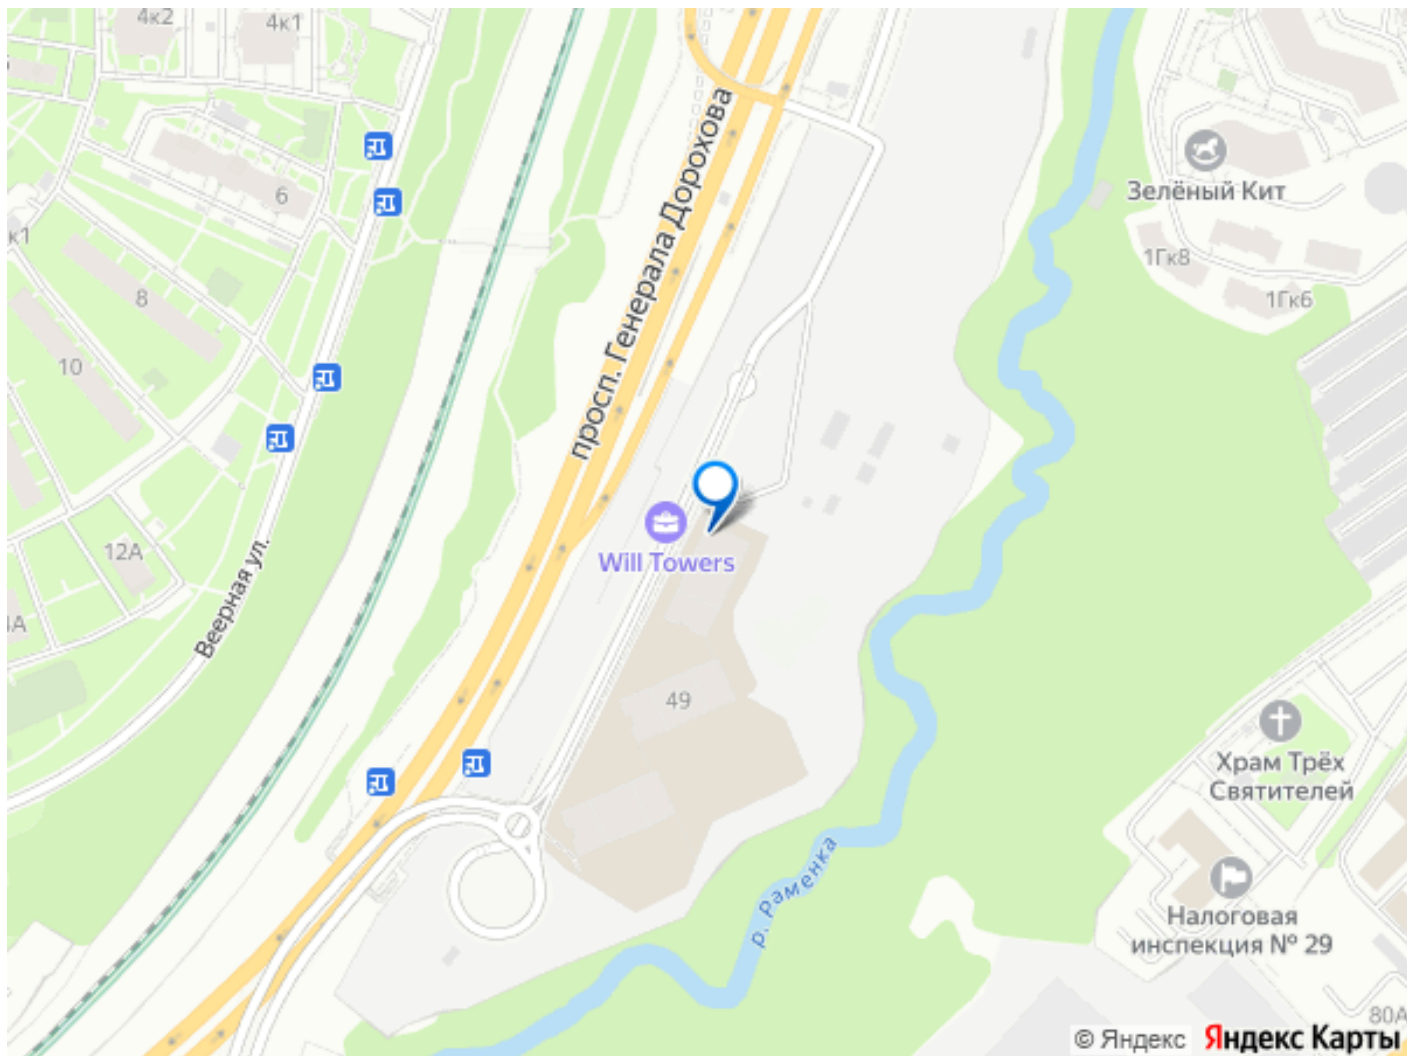 4к2
4к1
6
к1
8
10
12А
Веерная ул.
просп. Генерала Дорохова
Зелёный Кит
1Гк8
1Гк6
Will Towers
49
р. Раменка
Храм Трёх
Святителей
Налоговая
инспекция № 29
80А
© Яндекс Яндекс Карты